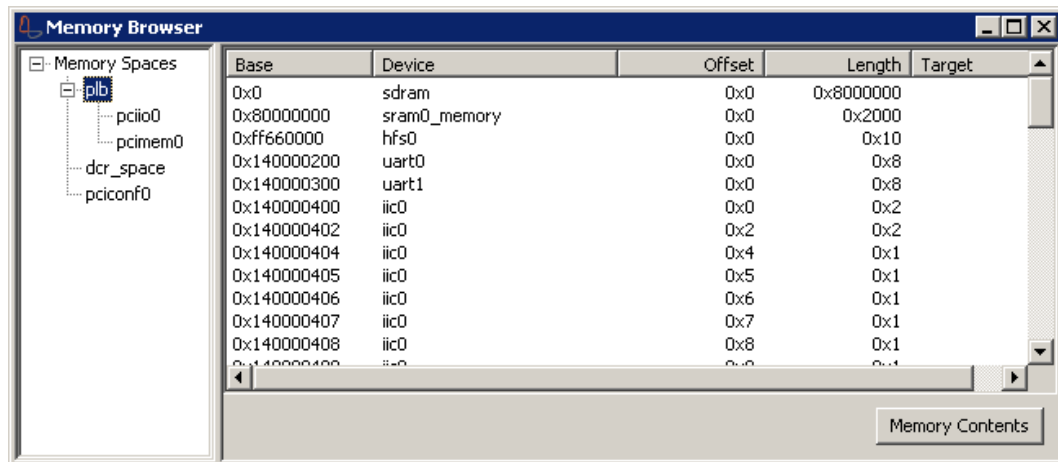 Memory Browser
Memory Spaces
plb
pciio0
pcimem0
dcr_space
pciconf0
Base Device Offset Length Target
0x0 sdram 0x0 0x8000000
0x80000000 sram0_memory 0x0 0x2000
0xff660000 hfs0 0x0 0x10
0x140000200 uart0 0x0 0x8
0x140000300 uart1 0x0 0x8
0x140000400 iic0 0x0 0x2
0x140000402 iic0 0x2 0x2
0x140000404 iic0 0x4 0x1
0x140000405 iic0 0x5 0x1
0x140000406 iic0 0x6 0x1
0x140000407 iic0 0x7 0x1
0x140000408 iic0 0x8 0x1
Memory Contents